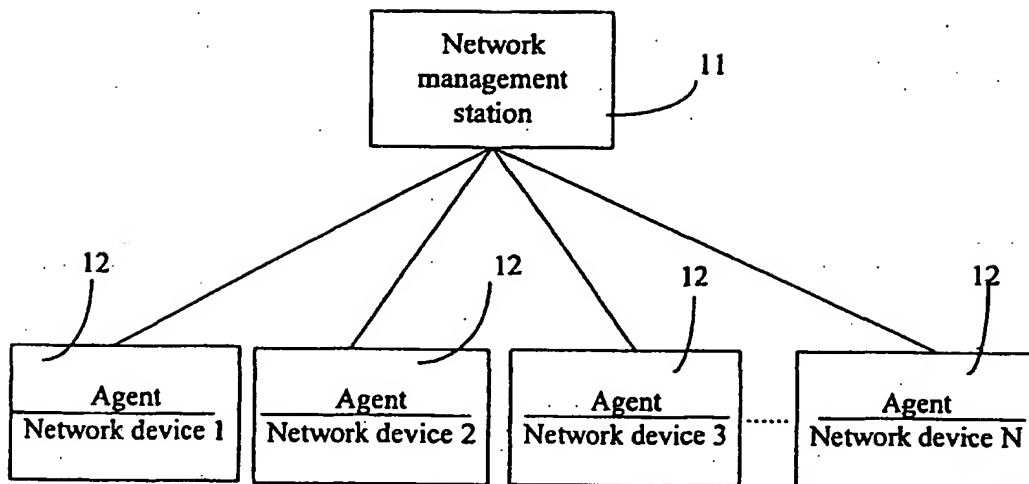 Network
management
station
11
12
12
12
12
Agent
Network device 1
Agent
Network device 2
Agent
Network device 3
........
Agent
Network device N